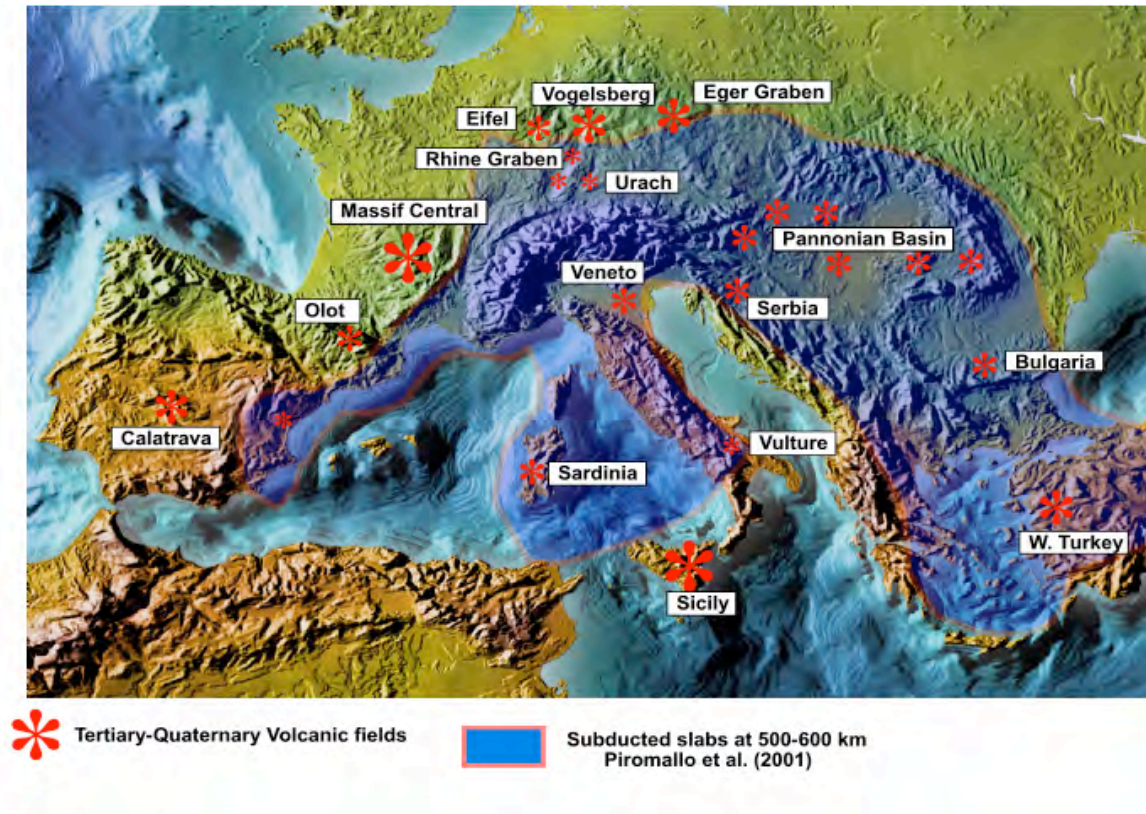 Vogelsberg
Eger Graben
Eifel
Rhine Graben
Urach
Massif Central
Pannonian Basin
Veneto
Olot
Serbia
Bulgaria
Calatrava
Vulture
Sardinia
W. Turkey
Sicily
Tertiary-Quaternary Volcanic fields
Subducted slabs at 500-600 km
Piromallo et al. (2001)